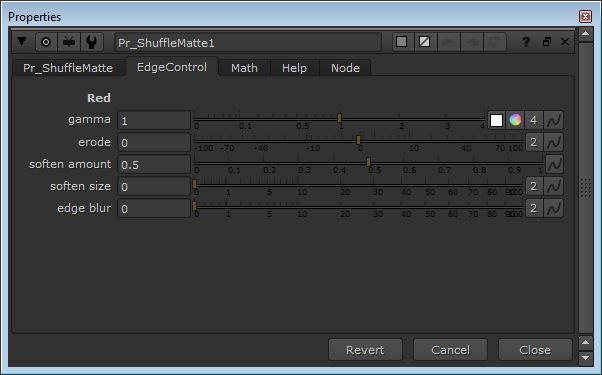 Properties
Pr_ShuffleMatte1
?
Pr_ShuffleMatte EdgeControl Math Help Node
Red
gamma 1 0 0.1 0.5 1 2 3 4 4
erode 0 -100 -70 -40 -10 0 10 40 70 100 2
soften amount 0.5 0 0.1 0.2 0.3 0.4 0.5 0.6 0.7 0.8 0.9 1
soften size 0 0 1 5 10 15 20 30 40 50 60 70 80 90 100 2
edge blur 0 0 1 5 10 15 20 30 40 50 60 70 80 90 100 2
Revert Cancel Close